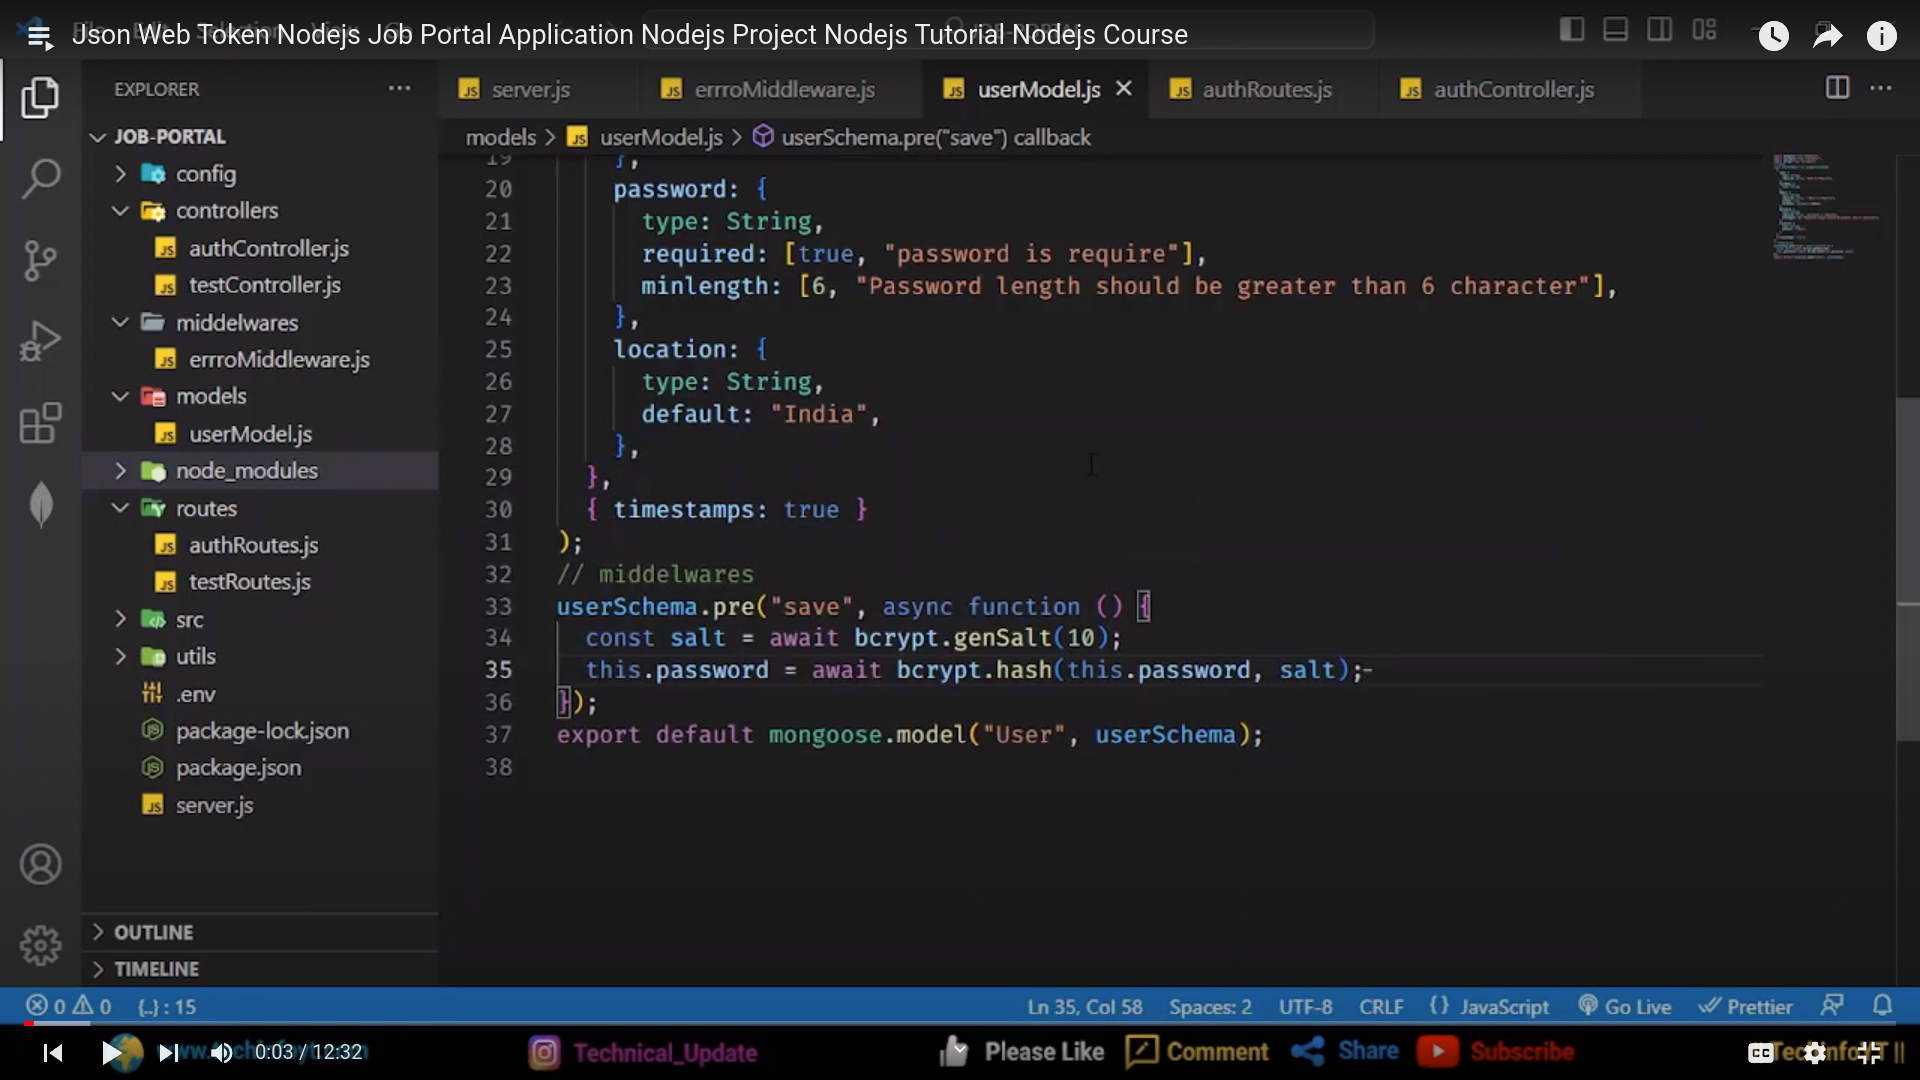 Json Web Token Nodejs Job Portal Application Nodejs Project Nodejs Tutorial Nodejs Course
EXPLORER
server.js
errroMiddleware.js
userModel.js
authRoutes.js
authController.js
models > userModel.js > userSchema.pre("save") callback
JOB-PORTAL
config
controllers
authController.js
testController.js
middelwares
errroMiddleware.js
models
userModel.js
node_modules
routes
authRoutes.js
testRoutes.js
src
utils
.env
package-lock.json
package.json
server.js
OUTLINE
TIMELINE
19 },
20 password: {
21 type: String,
22 required: [true, "password is require"],
23 minlength: [6, "Password length should be greater than 6 character"],
24 },
25 location: {
26 type: String,
27 default: "India",
28 },
29 },
30 { timestamps: true }
31 );
32 // middelwares
33 userSchema.pre("save", async function () {
34 const salt = await bcrypt.genSalt(10);
35 this.password = await bcrypt.hash(this.password, salt);-
36 });
37 export default mongoose.model("User", userSchema);
38
0 0 {..} : 15
Ln 35, Col 58 Spaces: 2 UTF-8 CRLF {} JavaScript Go Live Prettier
0:03 / 12:32
Technical_Update
Please Like
Comment
Share
Subscribe
CC